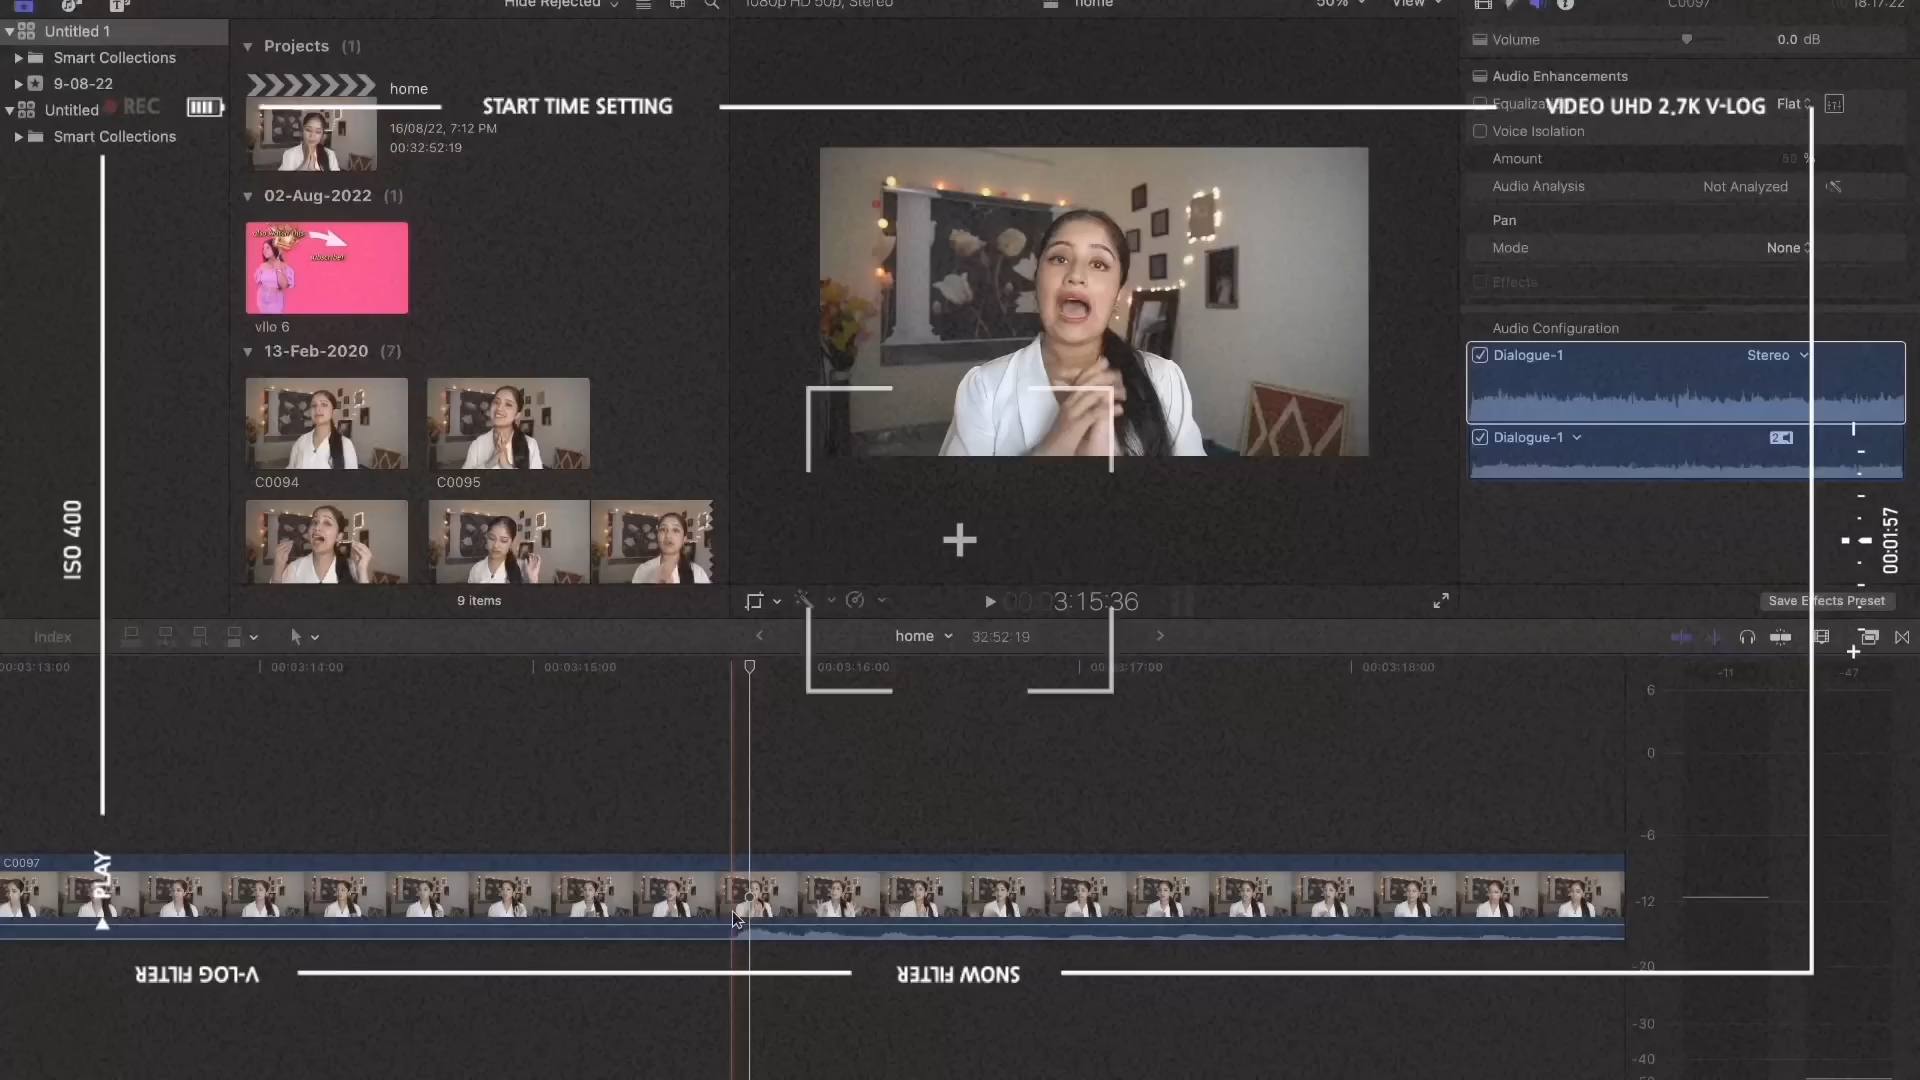 Hide Rejected
1080p HD 50p, Stereo
home
50%
View
C0097
18:17:22
Untitled 1
Smart Collections
9-08-22
Untitled
Smart Collections
REC
START TIME SETTING
VIDEO UHD 2.7K V-LOG
Projects (1)
home
16/08/22, 7:12 PM
00:32:52:19
02-Aug-2022 (1)
vllo 6
13-Feb-2020 (7)
C0094
C0095
9 items
Volume
0.0 dB
Audio Enhancements
Flat
Voice Isolation
Amount
%
Audio Analysis
Not Analyzed
Pan
Mode
None
Effects
Audio Configuration
Dialogue-1
Stereo
Dialogue-1
2
ISO 400
00:01:57
3:15:36
Save Effects Preset
Index
home
32:52:19
00:03:13:00
00:03:14:00
00:03:15:00
00:03:16:00
00:03:17:00
00:03:18:00
-11
-47
6
0
-6
-12
-20
-30
-40
C0097
PLAY
V-LOG FILTER
SNOW FILTER